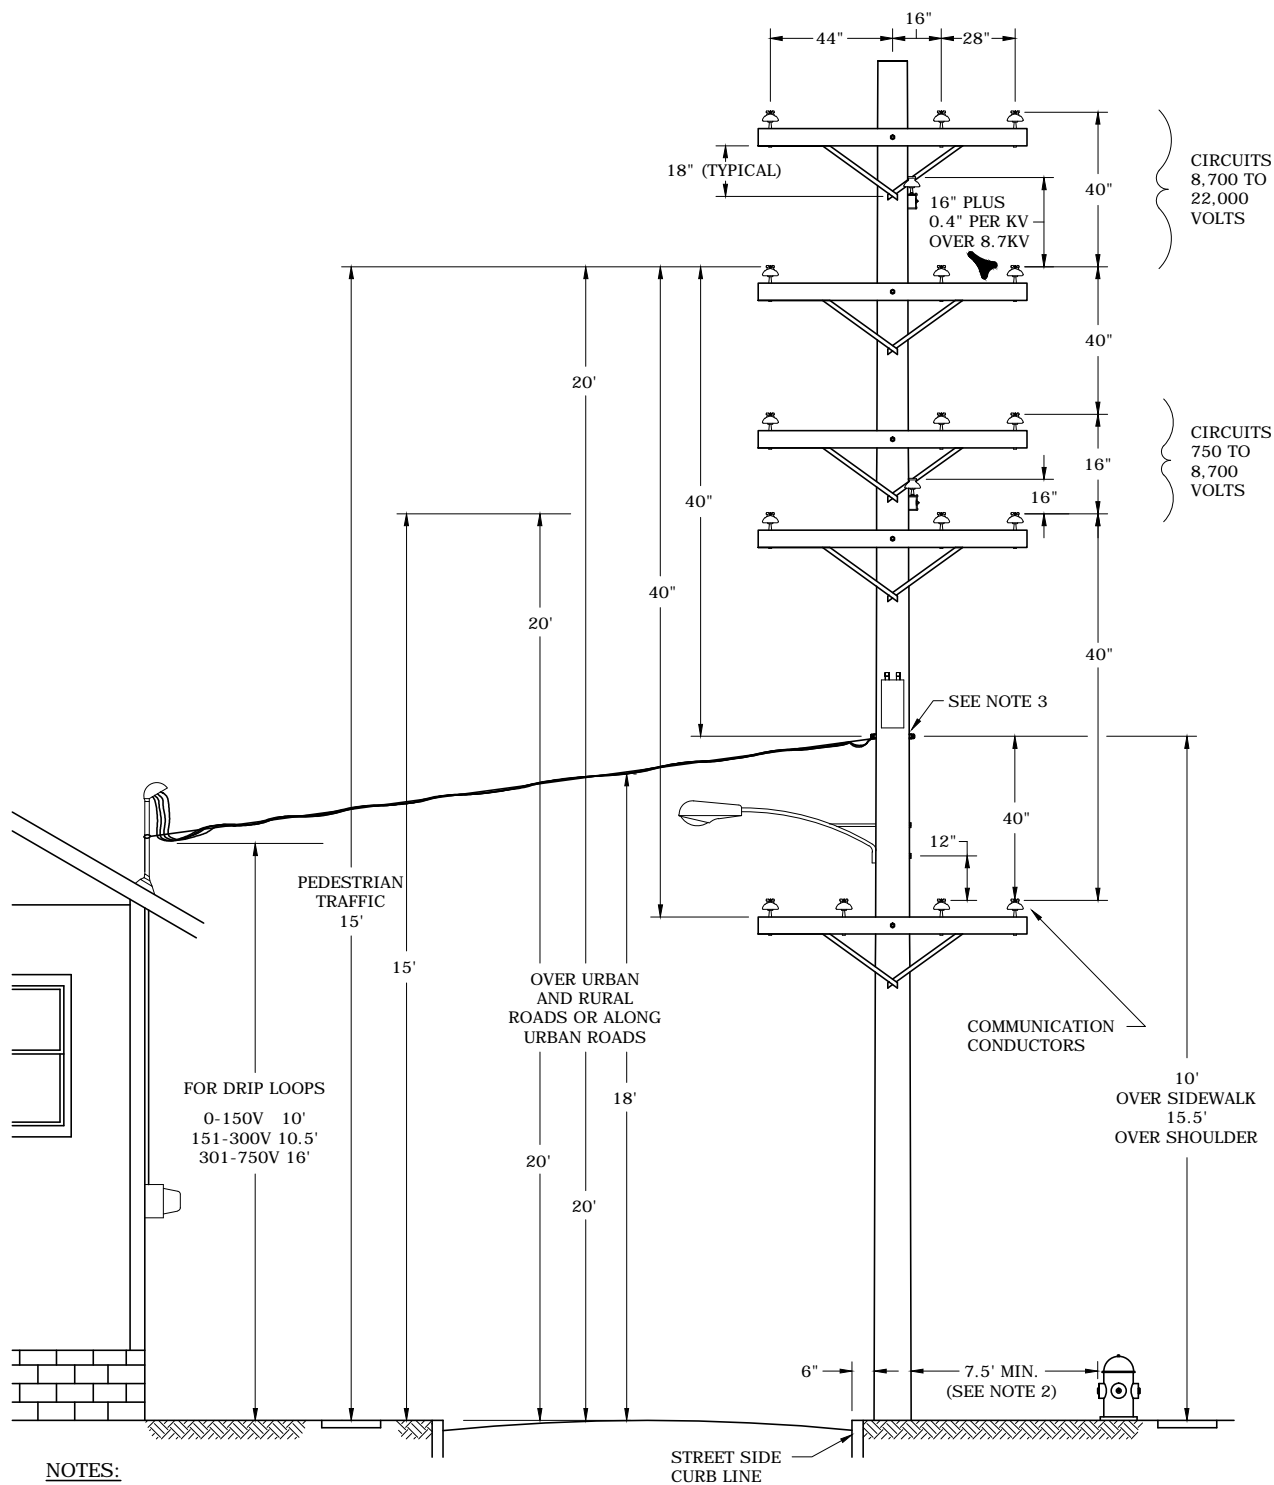 16"
44"
28"
18" (TYPICAL)
40"
16" PLUS
0.4" PER KV
OVER 8.7KV
CIRCUITS
8,700 TO
22,000
VOLTS
40"
20'
CIRCUITS
750 TO
8,700
VOLTS
16"
16"
40"
40"
20'
40"
SEE NOTE 3
40"
12"
PEDESTRIAN
TRAFFIC
15'
15'
OVER URBAN
AND RURAL
ROADS OR ALONG
URBAN ROADS
COMMUNICATION
CONDUCTORS
FOR DRIP LOOPS
0-150V 10'
151-300V 10.5'
301-750V 16'
18'
10'
OVER SIDEWALK
15.5'
OVER SHOULDER
20'
20'
6"
7.5' MIN.
(SEE NOTE 2)
STREET SIDE
CURB LINE
NOTES: